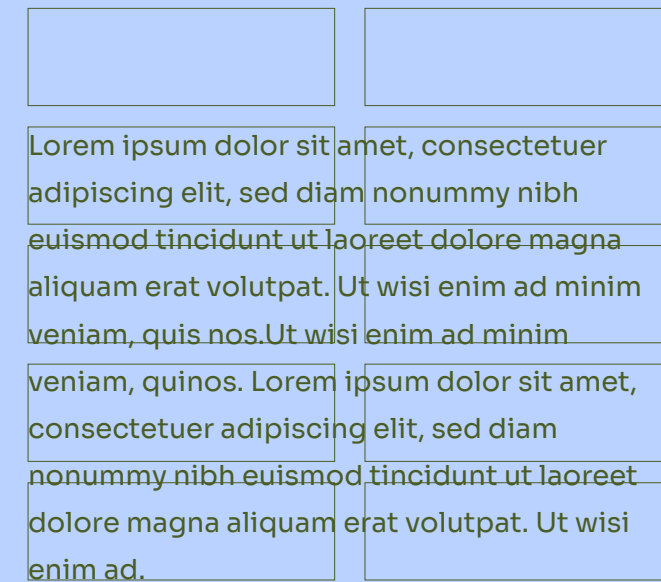 Lorem ipsum dolor sit amet, consectetuer
adipiscing elit, sed diam nonummy nibh
euismod tincidunt ut laoreet dolore magna
aliquam erat volutpat. Ut wisi enim ad minim
veniam, quis nos.Ut wisi enim ad minim
veniam, quinos. Lorem ipsum dolor sit amet,
consectetuer adipiscing elit, sed diam
nonummy nibh euismod tincidunt ut laoreet
dolore magna aliquam erat volutpat. Ut wisi
enim ad.